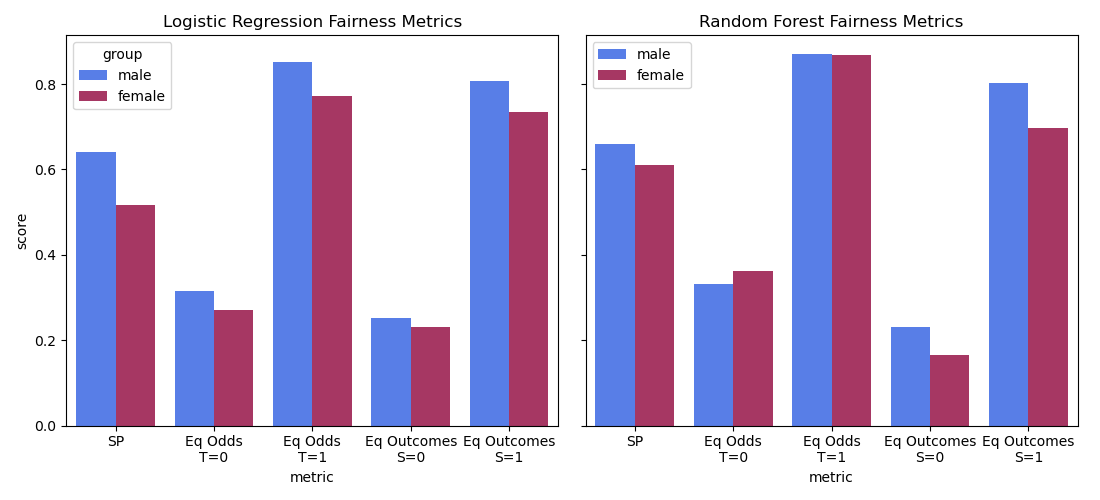 Logistic Regression Fairness Metrics
group
male
female
score
0.8
0.6
0.4
0.2
0.0
SP
Eq Odds
T=0
Eq Odds
T=1
Eq Outcomes
S=0
Eq Outcomes
S=1
metric
Random Forest Fairness Metrics
male
female
SP
Eq Odds
T=0
Eq Odds
T=1
Eq Outcomes
S=0
Eq Outcomes
S=1
metric